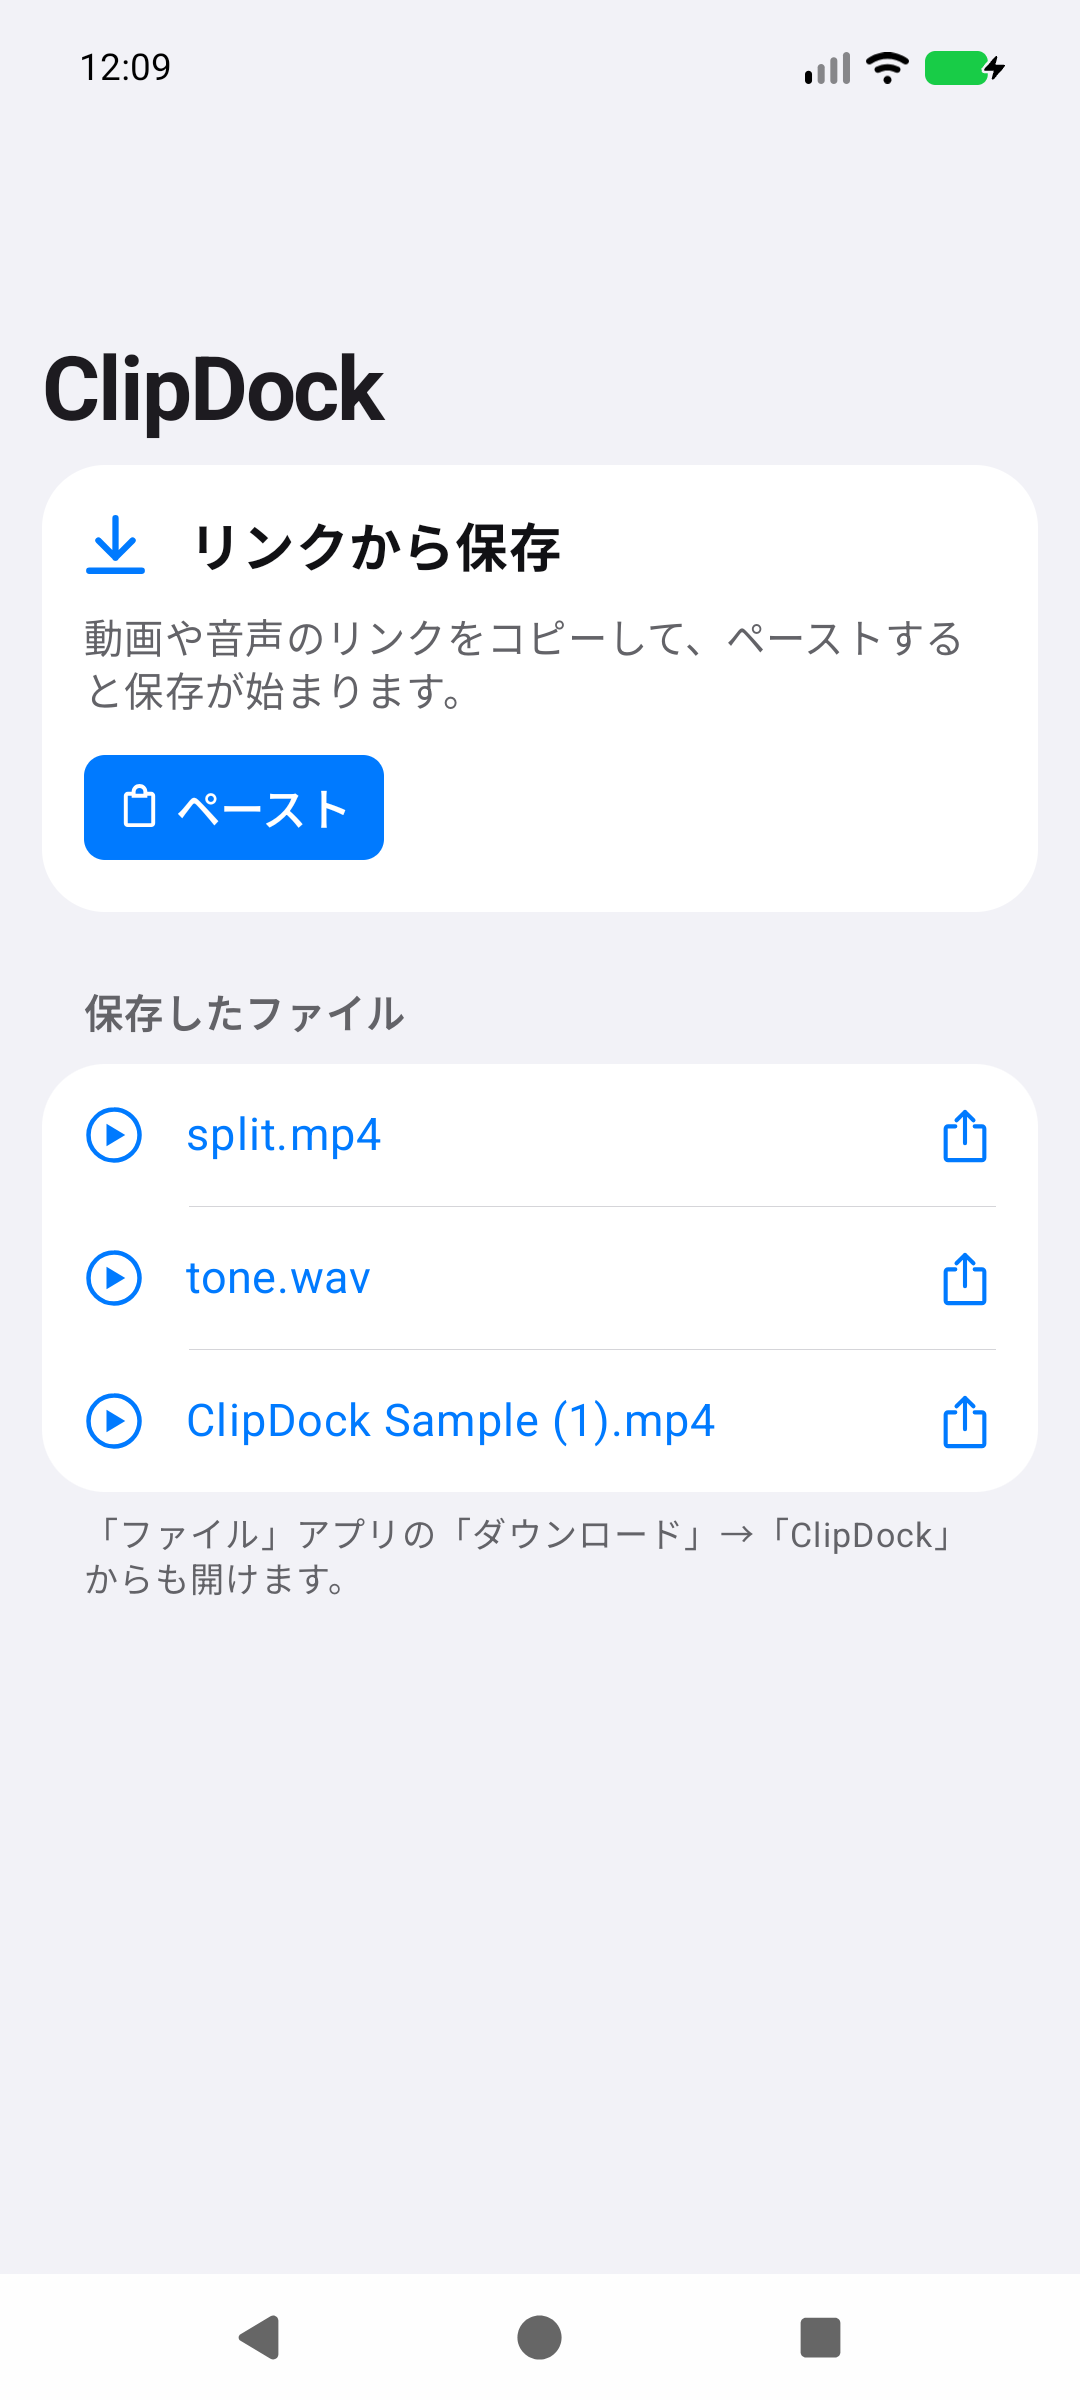 12:09
ClipDock
リンクから保存
動画や音声のリンクをコピーして、ペーストする
と保存が始まります。
ペースト
保存したファイル
split.mp4
tone.wav
ClipDock Sample (1).mp4
「ファイル」アプリの「ダウンロード」→「ClipDock」
からも開けます。